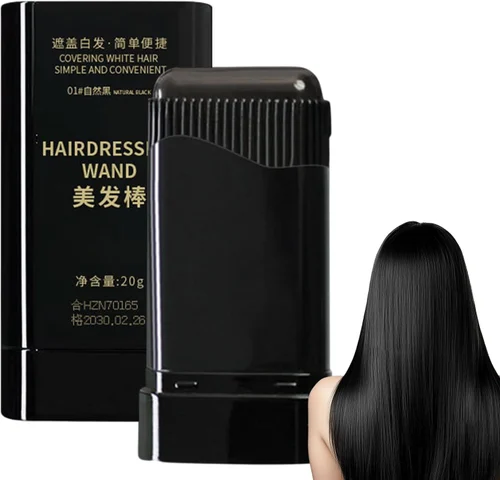 遮盖白发·简单便捷
COVERING WHITE HAIR
SIMPLE AND CONVENIENT
01#自然黑 NATURAL BLACK
HAIRDRESS
WAND
美发棒
净含量:20g
合HZN70165
格2030.02.26